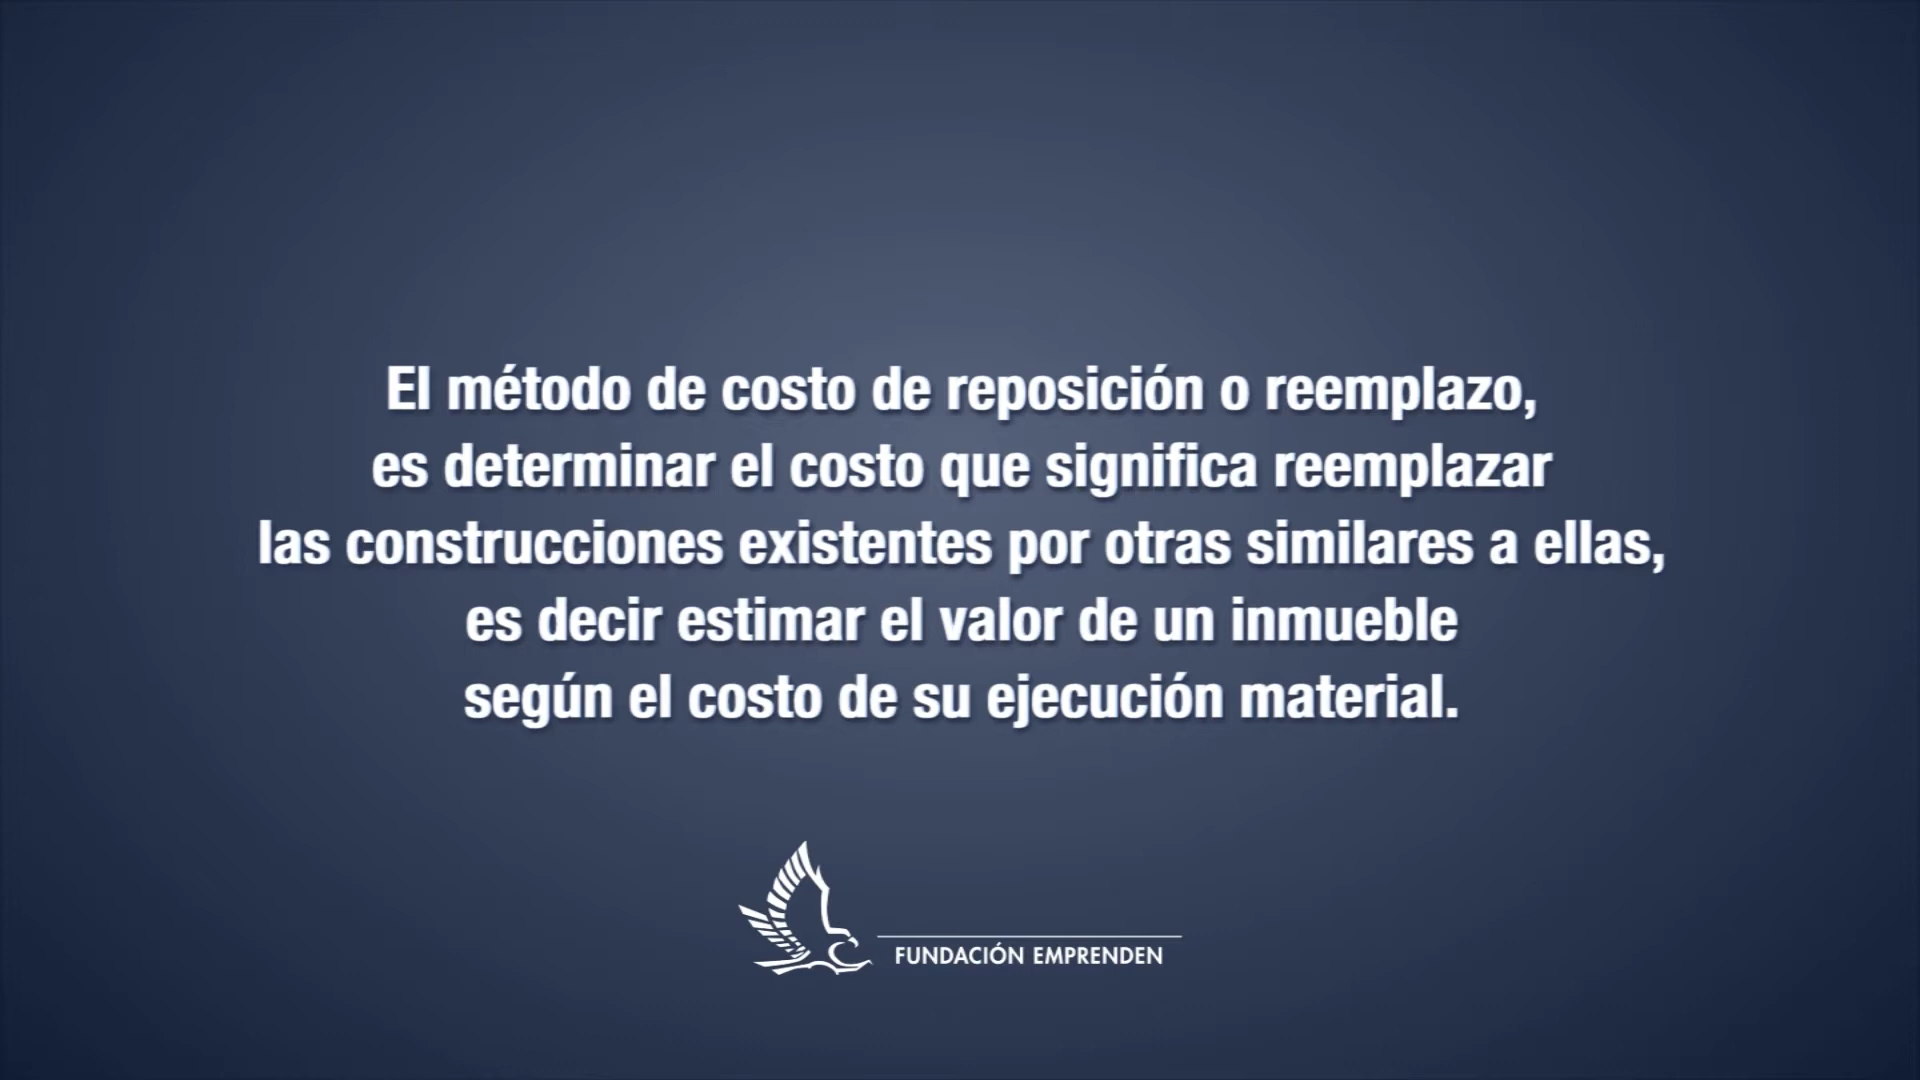 El método de costo de reposición o reemplazo,
es determinar el costo que significa reemplazar
las construcciones existentes por otras similares a ellas,
es decir estimar el valor de un inmueble
según el costo de su ejecución material.
FUNDACIÓN EMPRENDEN